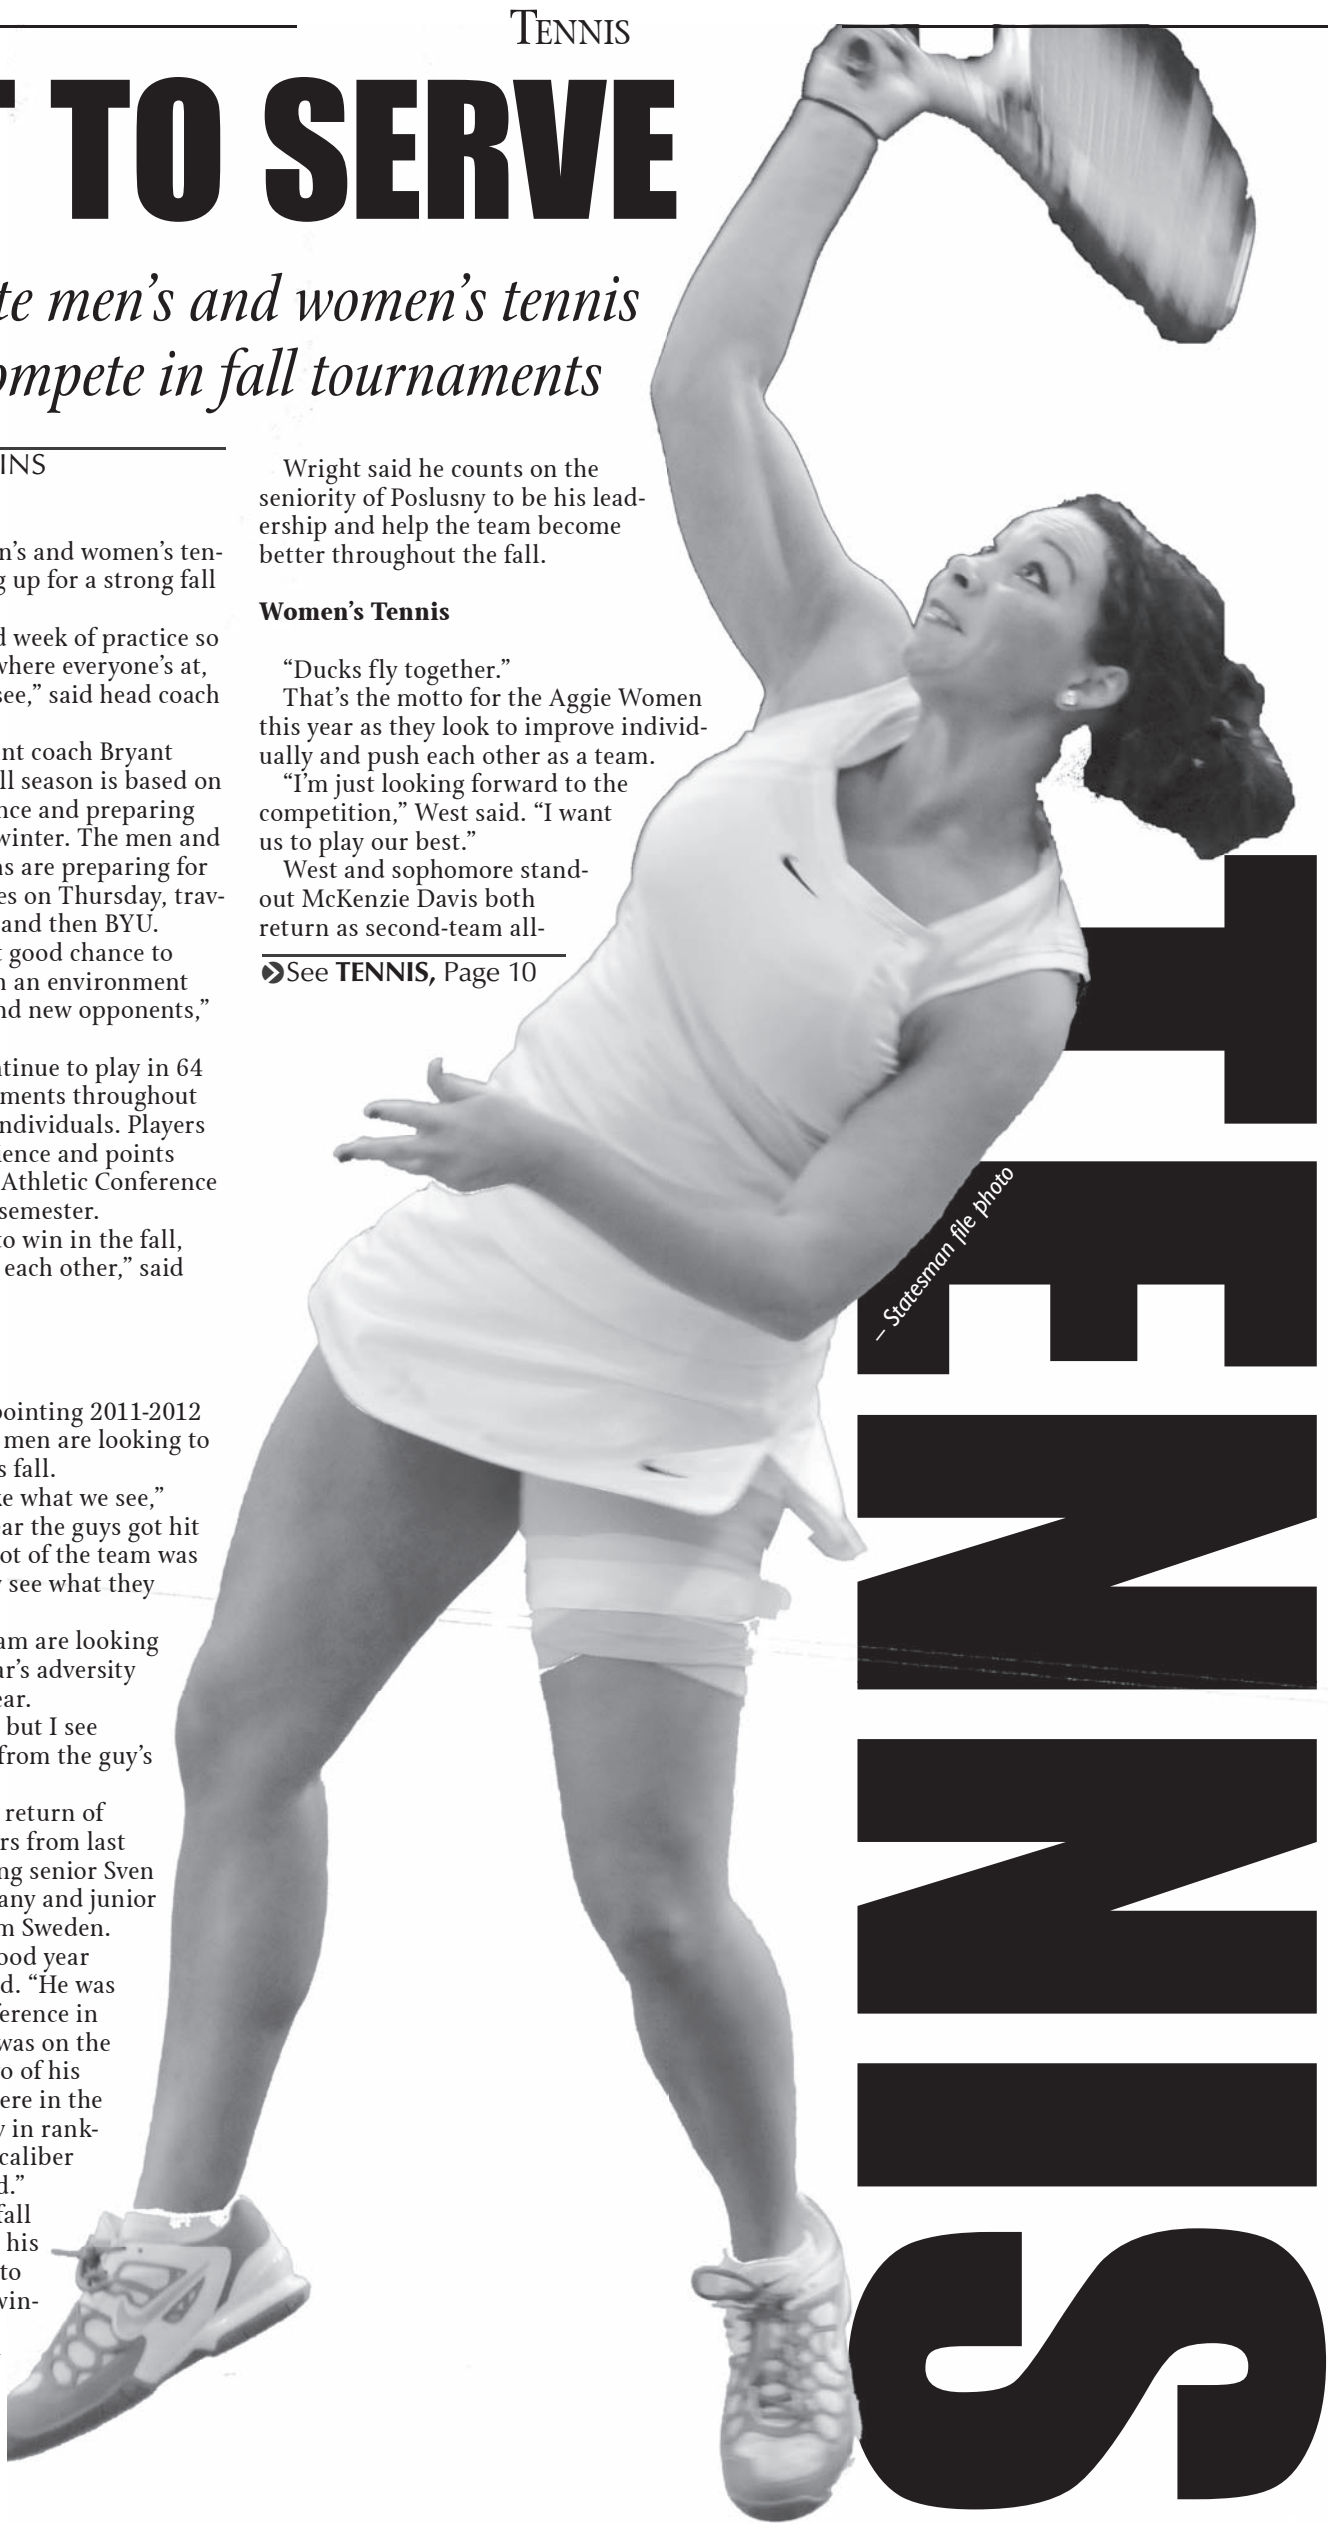 TENNIS
TO SERVE
te men’s and women’s tennis
ompete in fall tournaments
INS
n’s and women’s ten-
g up for a strong fall
d week of practice so
where everyone’s at,
see,” said head coach
nt coach Bryant
ll season is based on
nce and preparing
winter. The men and
ns are preparing for
es on Thursday, trav-
and then BYU.
t good chance to
n an environment
nd new opponents,”
ntinue to play in 64
ments throughout
ndividuals. Players
ience and points
Athletic Conference
semester.
to win in the fall,
each other,” said
pointing 2011-2012
men are looking to
s fall.
ke what we see,”
ear the guys got hit
ot of the team was
y see what they
am are looking
ar’s adversity
ear.
but I see
from the guy’s
return of
rs from last
ng senior Sven
any and junior
m Sweden.
ood year
d. “He was
ference in
was on the
o of his
ere in the
y in rank-
caliber
d.”
fall
his
to
win-
Wright said he counts on the
seniority of Poslusny to be his lead-
ership and help the team become
better throughout the fall.
Women’s Tennis
“Ducks fly together.”
That’s the motto for the Aggie Women
this year as they look to improve individ-
ually and push each other as a team.
“I’m just looking forward to the
competition,” West said. “I want
us to play our best.”
West and sophomore stand-
out McKenzie Davis both
return as second-team all-
See TENNIS, Page 10
– Statesman file photo
TENNIS